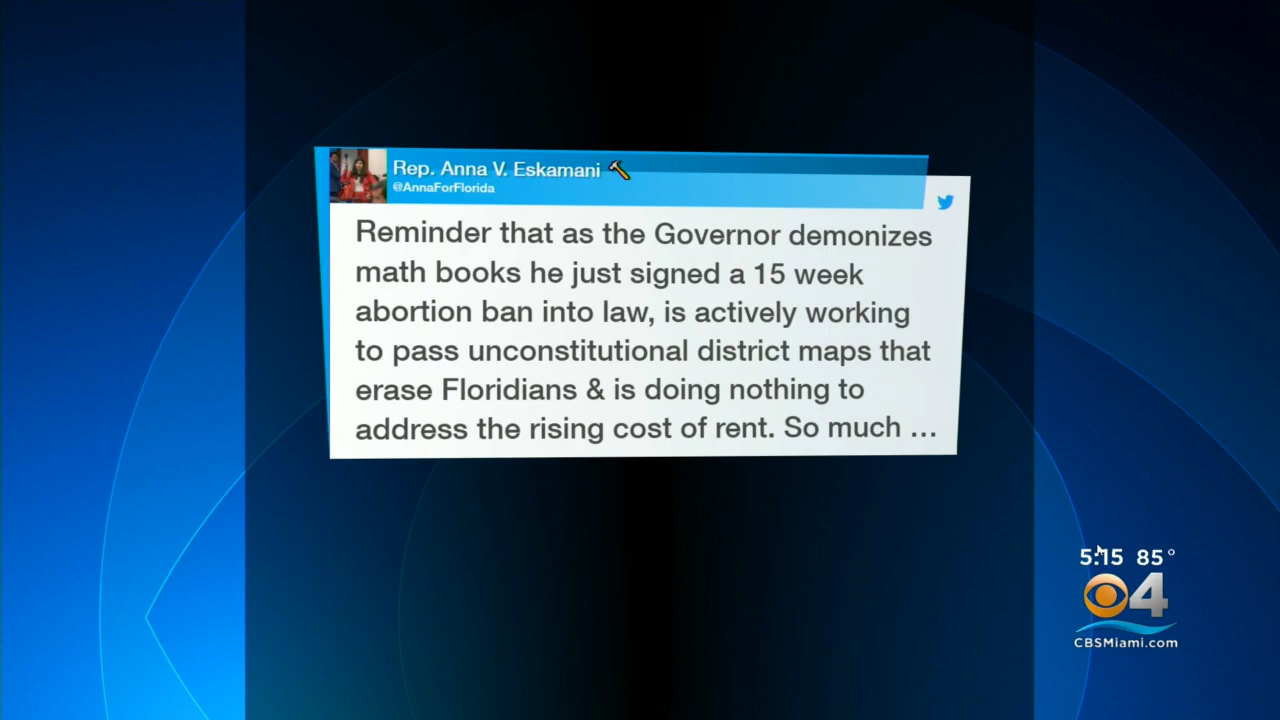 Rep. Anna V. Eskamani
@AnnaForFlorida
Reminder that as the Governor demonizes
math books he just signed a 15 week
abortion ban into law, is actively working
to pass unconstitutional district maps that
erase Floridians & is doing nothing to
address the rising cost of rent. So much ...
5:15 85°
4
CBSMiami.com